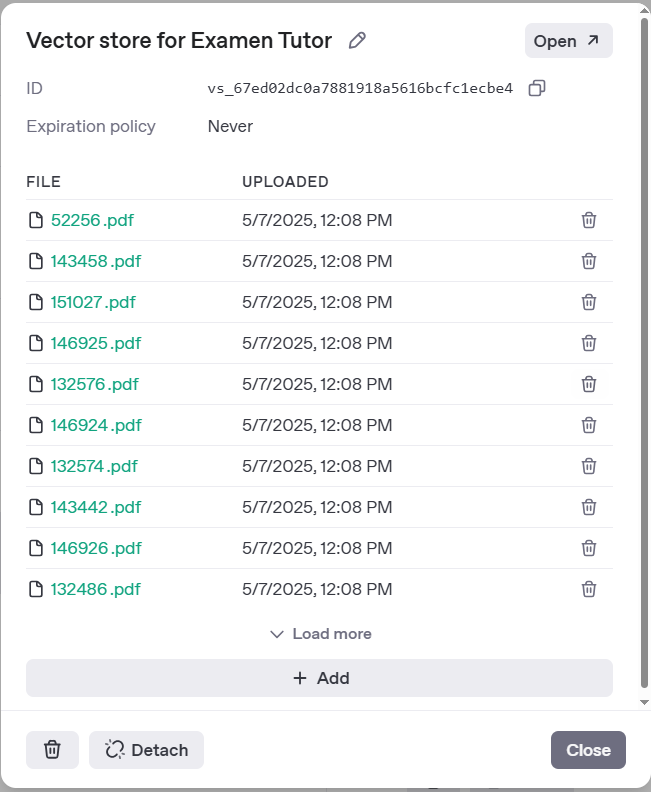 Vector store for Examen Tutor
Open
ID vs_67ed02dc0a7881918a5616bcfc1ecbe4
Expiration policy Never
FILE UPLOADED
52256.pdf 5/7/2025, 12:08 PM
143458.pdf 5/7/2025, 12:08 PM
151027.pdf 5/7/2025, 12:08 PM
146925.pdf 5/7/2025, 12:08 PM
132576.pdf 5/7/2025, 12:08 PM
146924.pdf 5/7/2025, 12:08 PM
132574.pdf 5/7/2025, 12:08 PM
143442.pdf 5/7/2025, 12:08 PM
146926.pdf 5/7/2025, 12:08 PM
132486.pdf 5/7/2025, 12:08 PM
Load more
+ Add
Detach
Close